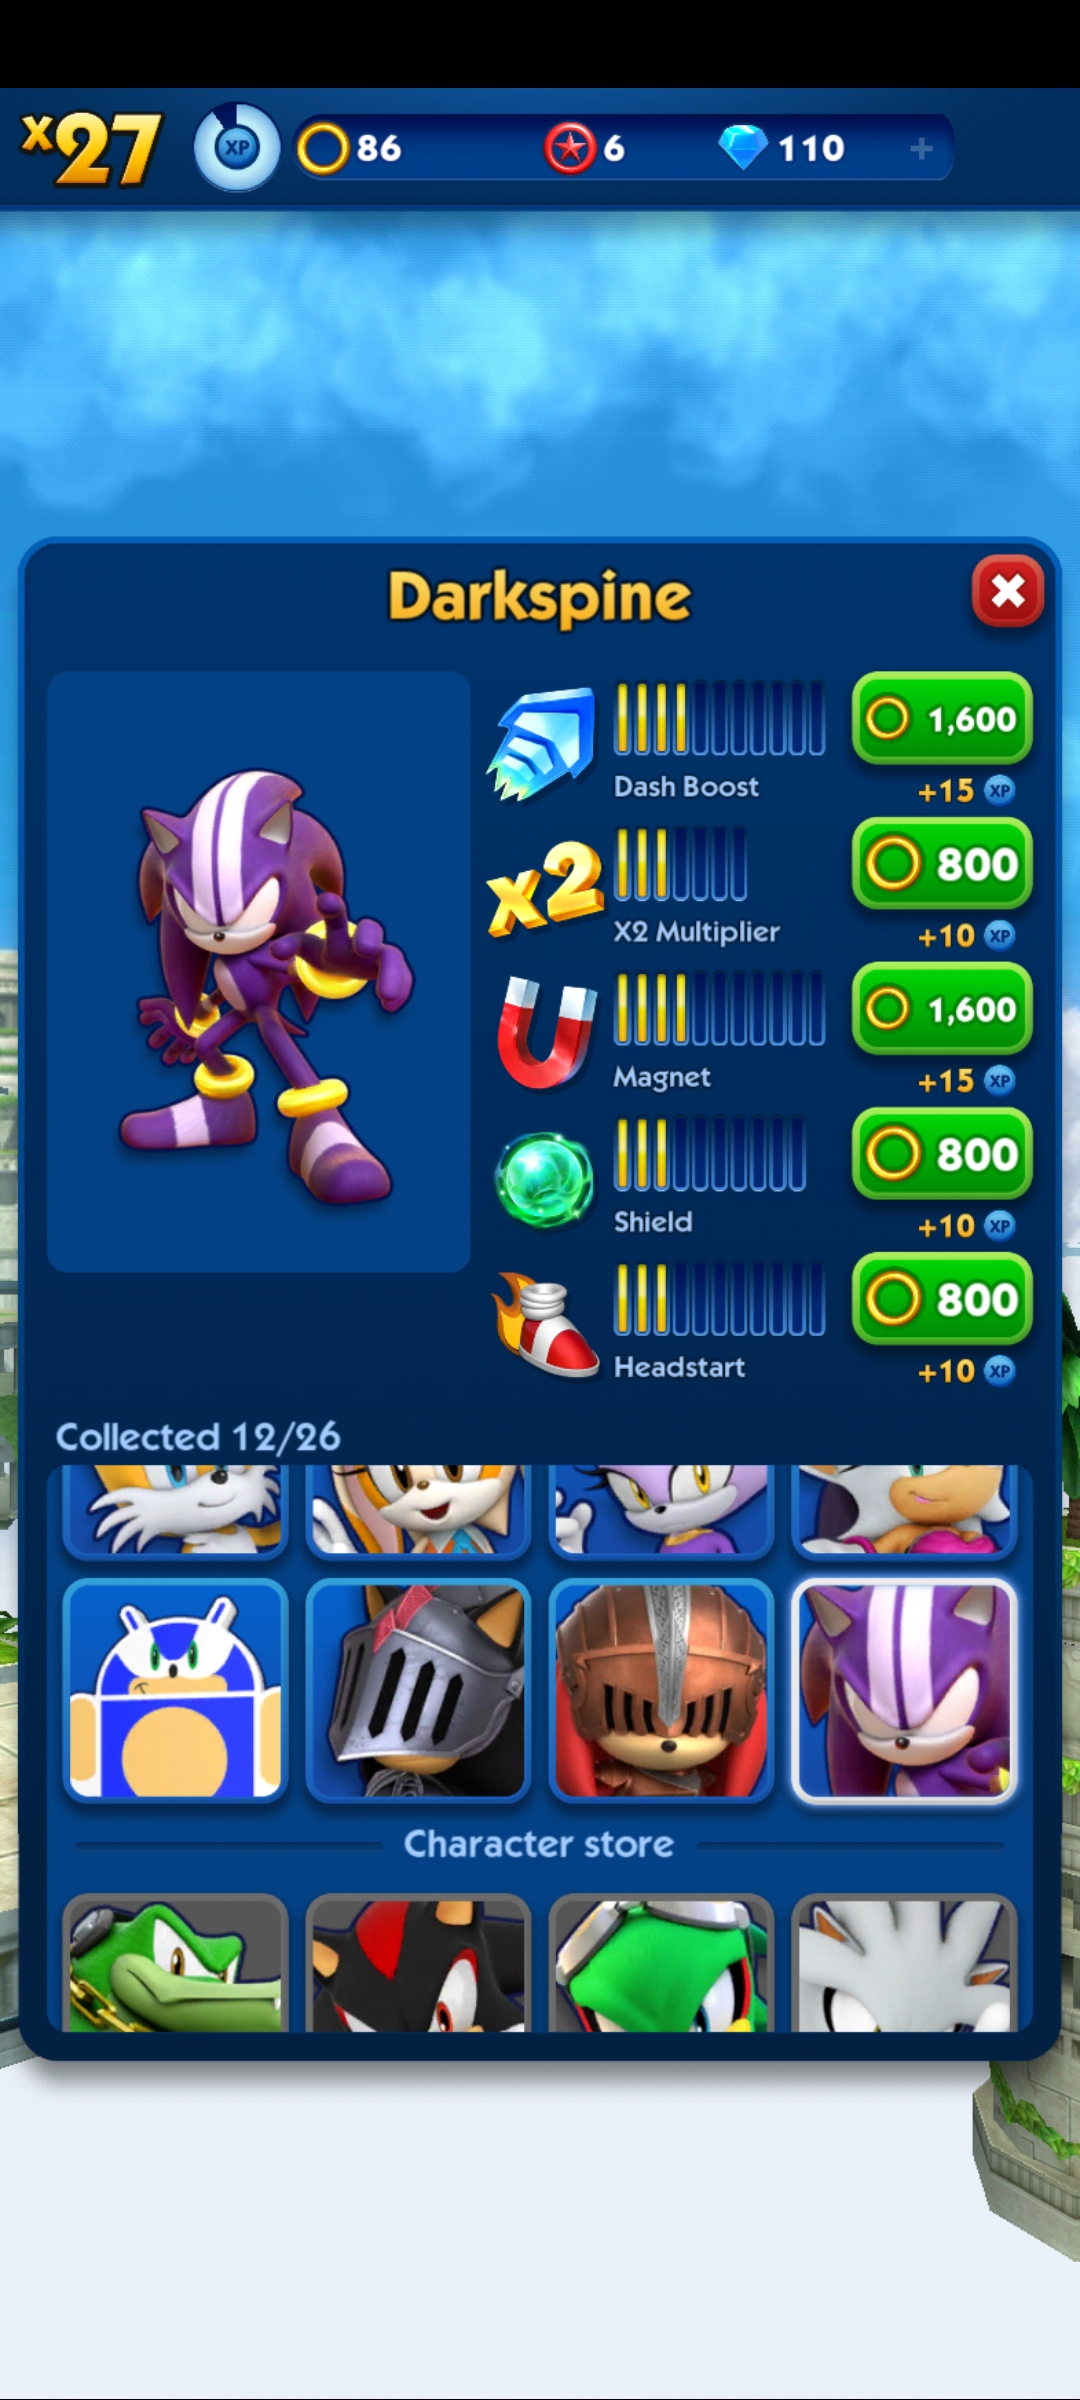 x27 XP 86 6 110 +
Darkspine
1,600
Dash Boost
+15 XP
x2
800
X2 Multiplier
+10 XP
1,600
Magnet
+15 XP
800
Shield
+10 XP
800
Headstart
+10 XP
Collected 12/26
Character store